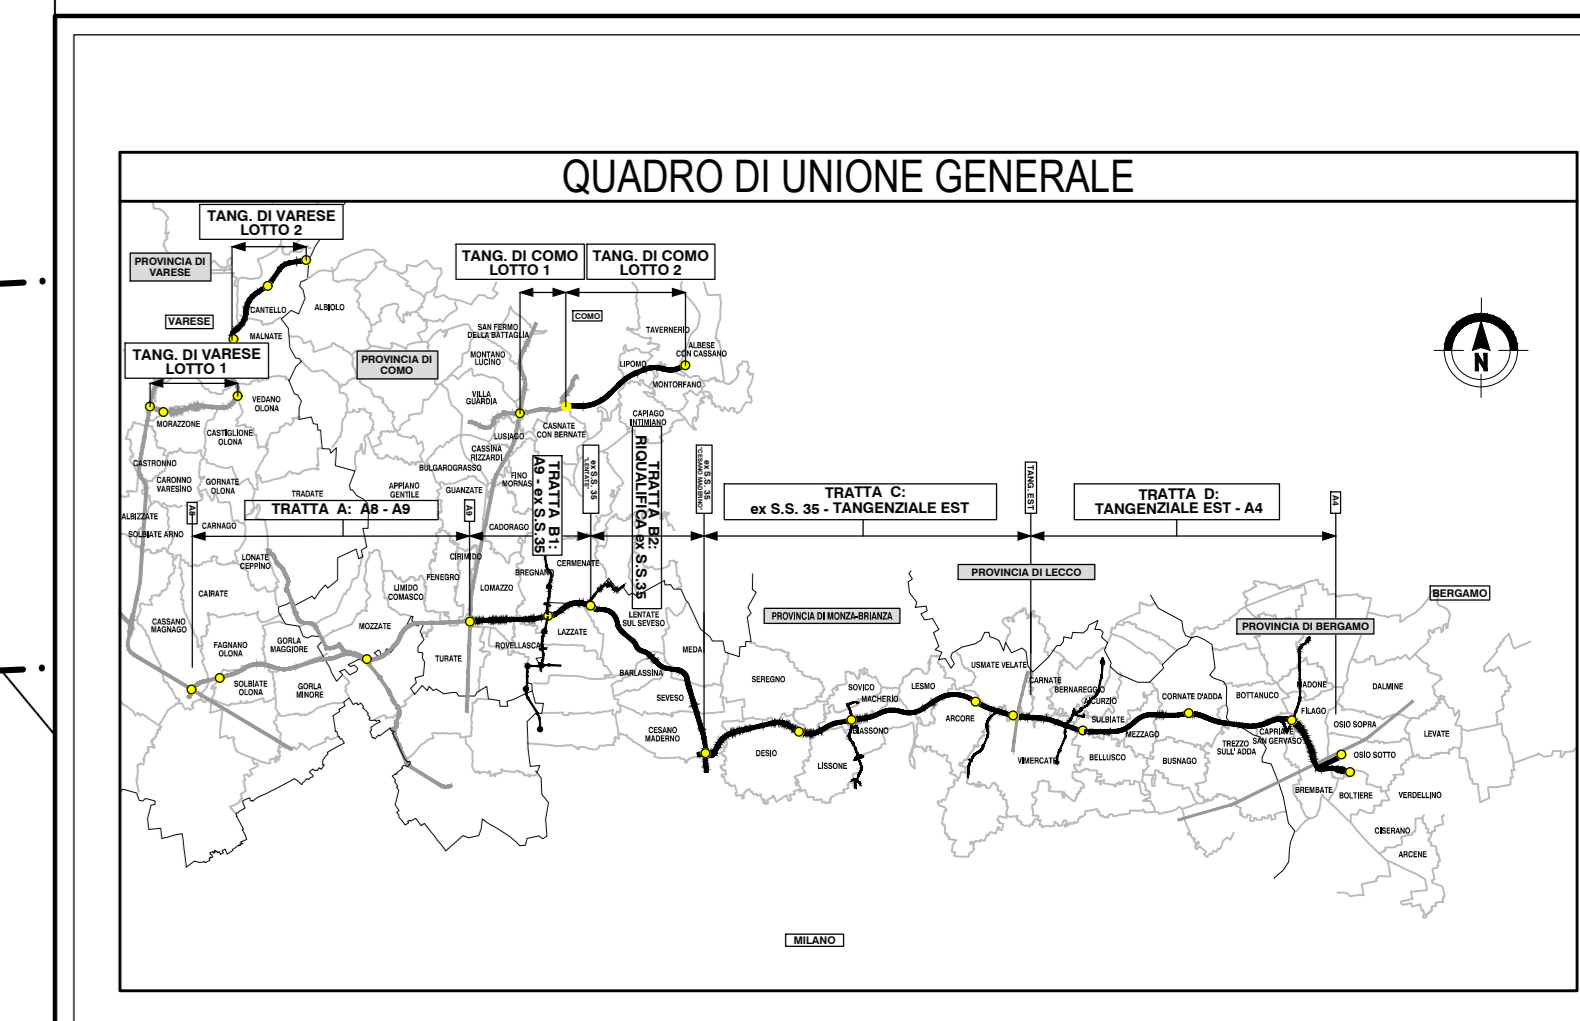 QUADRO DI UNIONE GENERALE
TANG. DI VARESE
LOTTO 2
PROVINCIA DI
VARESE
CANTELLO
ALBIOLO
VARESE
MALNATE
TANG. DI VARESE
LOTTO 1
PROVINCIA DI
COMO
TANG. DI COMO
LOTTO 1
TANG. DI COMO
LOTTO 2
COMO
SAN FERMO
DELLA BATTAGLIA
MONTANO
LUCINO
TAVERNERIO
ALBESE
CON CASSANO
LIPOMO
MONTORFANO
VILLA
GUARDIA
VEDANO
OLONA
MORAZZONE
CASTIGLIONE
OLONA
LUSIAGO
CASNATE
CON BERNATE
CAPIAGO
INTIMIANO
CASSINA
RIZZARDI
BULGAROGRASSO
CASTRONNO
CARONNO
VARESINO
GORNATE
OLONA
TRADATE
APPIANO
GENTILE
GUANZATE
FINO
MORNAS
ALBIZZATE
SOLBIATE ARNO
CARNAGO
CADORAGO
A8
TRATTA A: A8 - A9
A9
TRATTA B1:
A9 - ex S.S.35
ex S.S. 35
"LENTATE"
TRATTA B2:
RIQUALIFICA ex S.S.35
ex S.S. 35
"CESANO MADERNO"
TRATTA C:
ex S.S. 35 - TANGENZIALE EST
TANG. EST
TRATTA D:
TANGENZIALE EST - A4
A4
N
LONATE
CEPPINO
CIRIMIDO
FENEGRO
LIMIDO
COMASCO
LOMAZZO
BREGNANO
CERMENATE
CAIRATE
CASSANO
MAGNAGO
FAGNANO
OLONA
GORLA
MAGGIORE
MOZZATE
TURATE
ROVELLASCA
LAZZATE
LENTATE
SUL SEVESO
SOLBIATE
OLONA
GORLA
MINORE
BARLASSINA
MEDA
SEVESO
CESANO
MADERNO
PROVINCIA DI MONZA-BRIANZA
PROVINCIA DI LECCO
PROVINCIA DI BERGAMO
BERGAMO
SEREGNO
DESIO
SOVICO
MACHERIO
BIASSONO
LISSONE
LESMO
ARCORE
USMATE VELATE
CARNATE
BERNAREGGIO
AICURZIO
SULBIATE
VIMERCATE
BELLUSCO
MEZZAGO
CORNATE D'ADDA
BUSNAGO
BOTTANUCO
TREZZO
SULL' ADDA
MADONE
FILAGO
CAPRIATE
SAN GERVASO
DALMINE
OSIO SOPRA
LEVATE
OSIO SOTTO
BREMBATE
BOLTIERE
VERDELLINO
CISERANO
ARCENE
MILANO